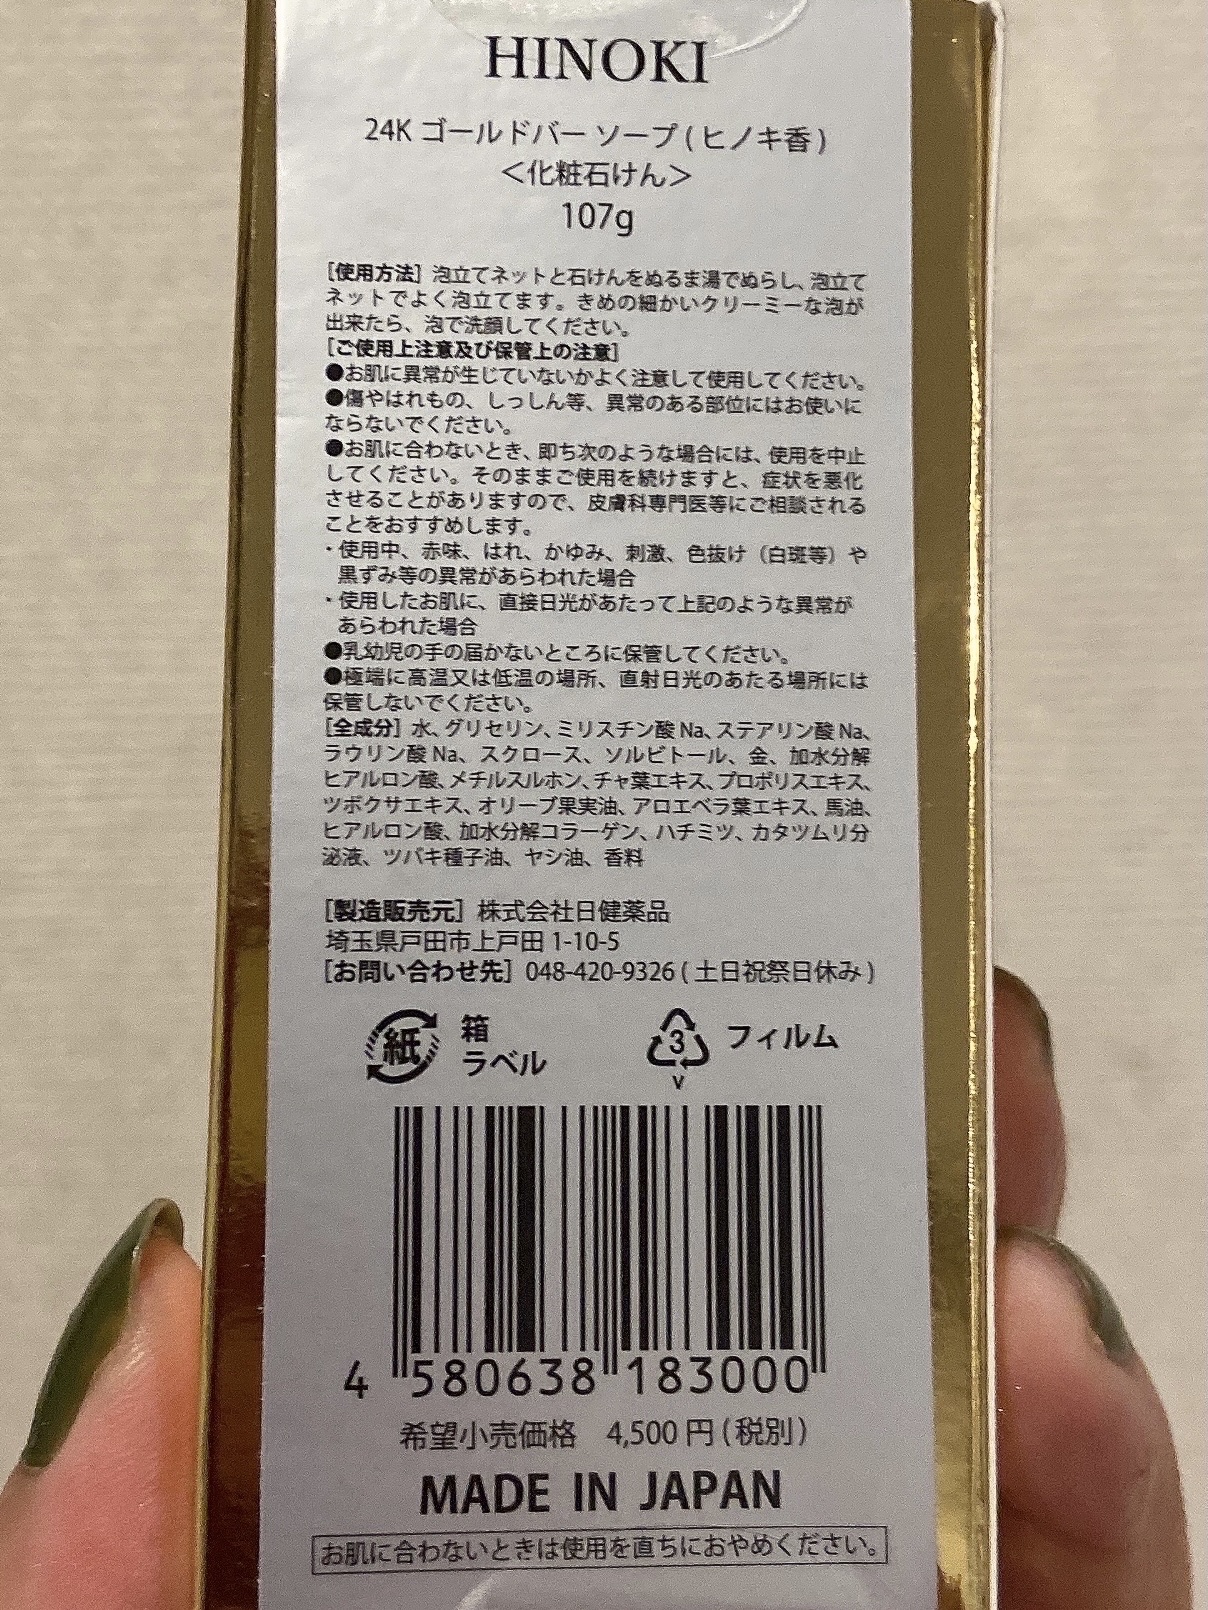 HINOKI
24K ゴールドバー ソープ ( ヒノキ香 )
＜化粧石けん＞
107g
［使用方法］泡立てネットと石けんをぬるま湯でぬらし、泡立て
ネットでよく泡立てます。きめの細かいクリーミーな泡が
出来たら、泡で洗顔してください。
［ご使用上注意及び保管上の注意］
●お肌に異常が生じていないかよく注意して使用してください。
●傷やはれもの、しっしん等、異常のある部位にはお使いに
ならないでください。
●お肌に合わないとき、即ち次のような場合には、使用を中止
してください。そのままご使用を続けますと、症状を悪化
させることがありますので、皮膚科専門医等にご相談される
ことをおすすめします。
・使用中、赤味、はれ、かゆみ、刺激、色抜け（白斑等）や
黒ずみ等の異常があらわれた場合
・使用したお肌に、直接日光があたって上記のような異常が
あらわれた場合
●乳幼児の手の届かないところに保管してください。
●極端に高温又は低温の場所、直射日光のあたる場所には
保管しないでください。
［全成分］水、グリセリン、ミリスチン酸 Na、ステアリン酸 Na、
ラウリン酸 Na、スクロース、ソルビトール、金、加水分解
ヒアルロン酸、メチルスルホン、チャ葉エキス、プロポリスエキス、
ツボクサエキス、オリーブ果実油、アロエベラ葉エキス、馬油、
ヒアルロン酸、加水分解コラーゲン、ハチミツ、カタツムリ分
泌液、ツバキ種子油、ヤシ油、香料
［製造販売元］株式会社日健薬品
埼玉県戸田市上戸田 1-10-5
［お問い合わせ先］048-420-9326 ( 土日祝祭日休み )
紙 箱
ラベル
3 フィルム
V
4 580638 183000
希望小売価格　4,500 円 ( 税別 )
MADE IN JAPAN
お肌に合わないときは使用を直ちにおやめください。